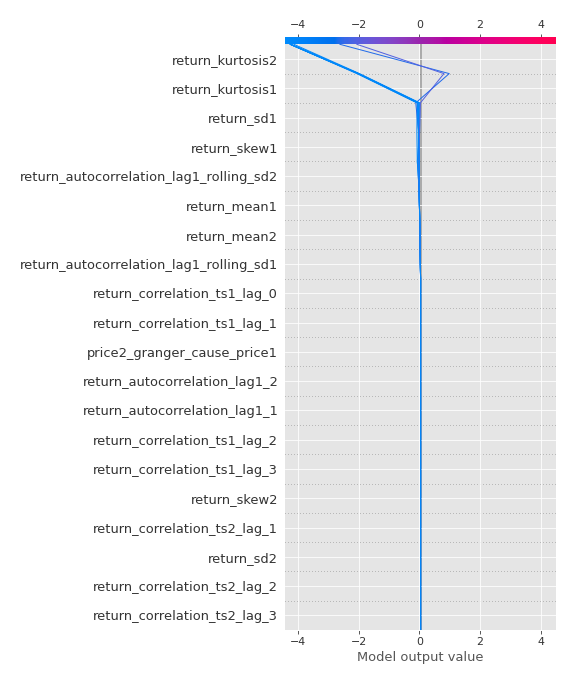 −4 −2 0 2 4
return_kurtosis2
return_kurtosis1
return_sd1
return_skew1
return_autocorrelation_lag1_rolling_sd2
return_mean1
return_mean2
return_autocorrelation_lag1_rolling_sd1
return_correlation_ts1_lag_0
return_correlation_ts1_lag_1
price2_granger_cause_price1
return_autocorrelation_lag1_2
return_autocorrelation_lag1_1
return_correlation_ts1_lag_2
return_correlation_ts1_lag_3
return_skew2
return_correlation_ts2_lag_1
return_sd2
return_correlation_ts2_lag_2
return_correlation_ts2_lag_3
−4 −2 0 2 4
Model output value